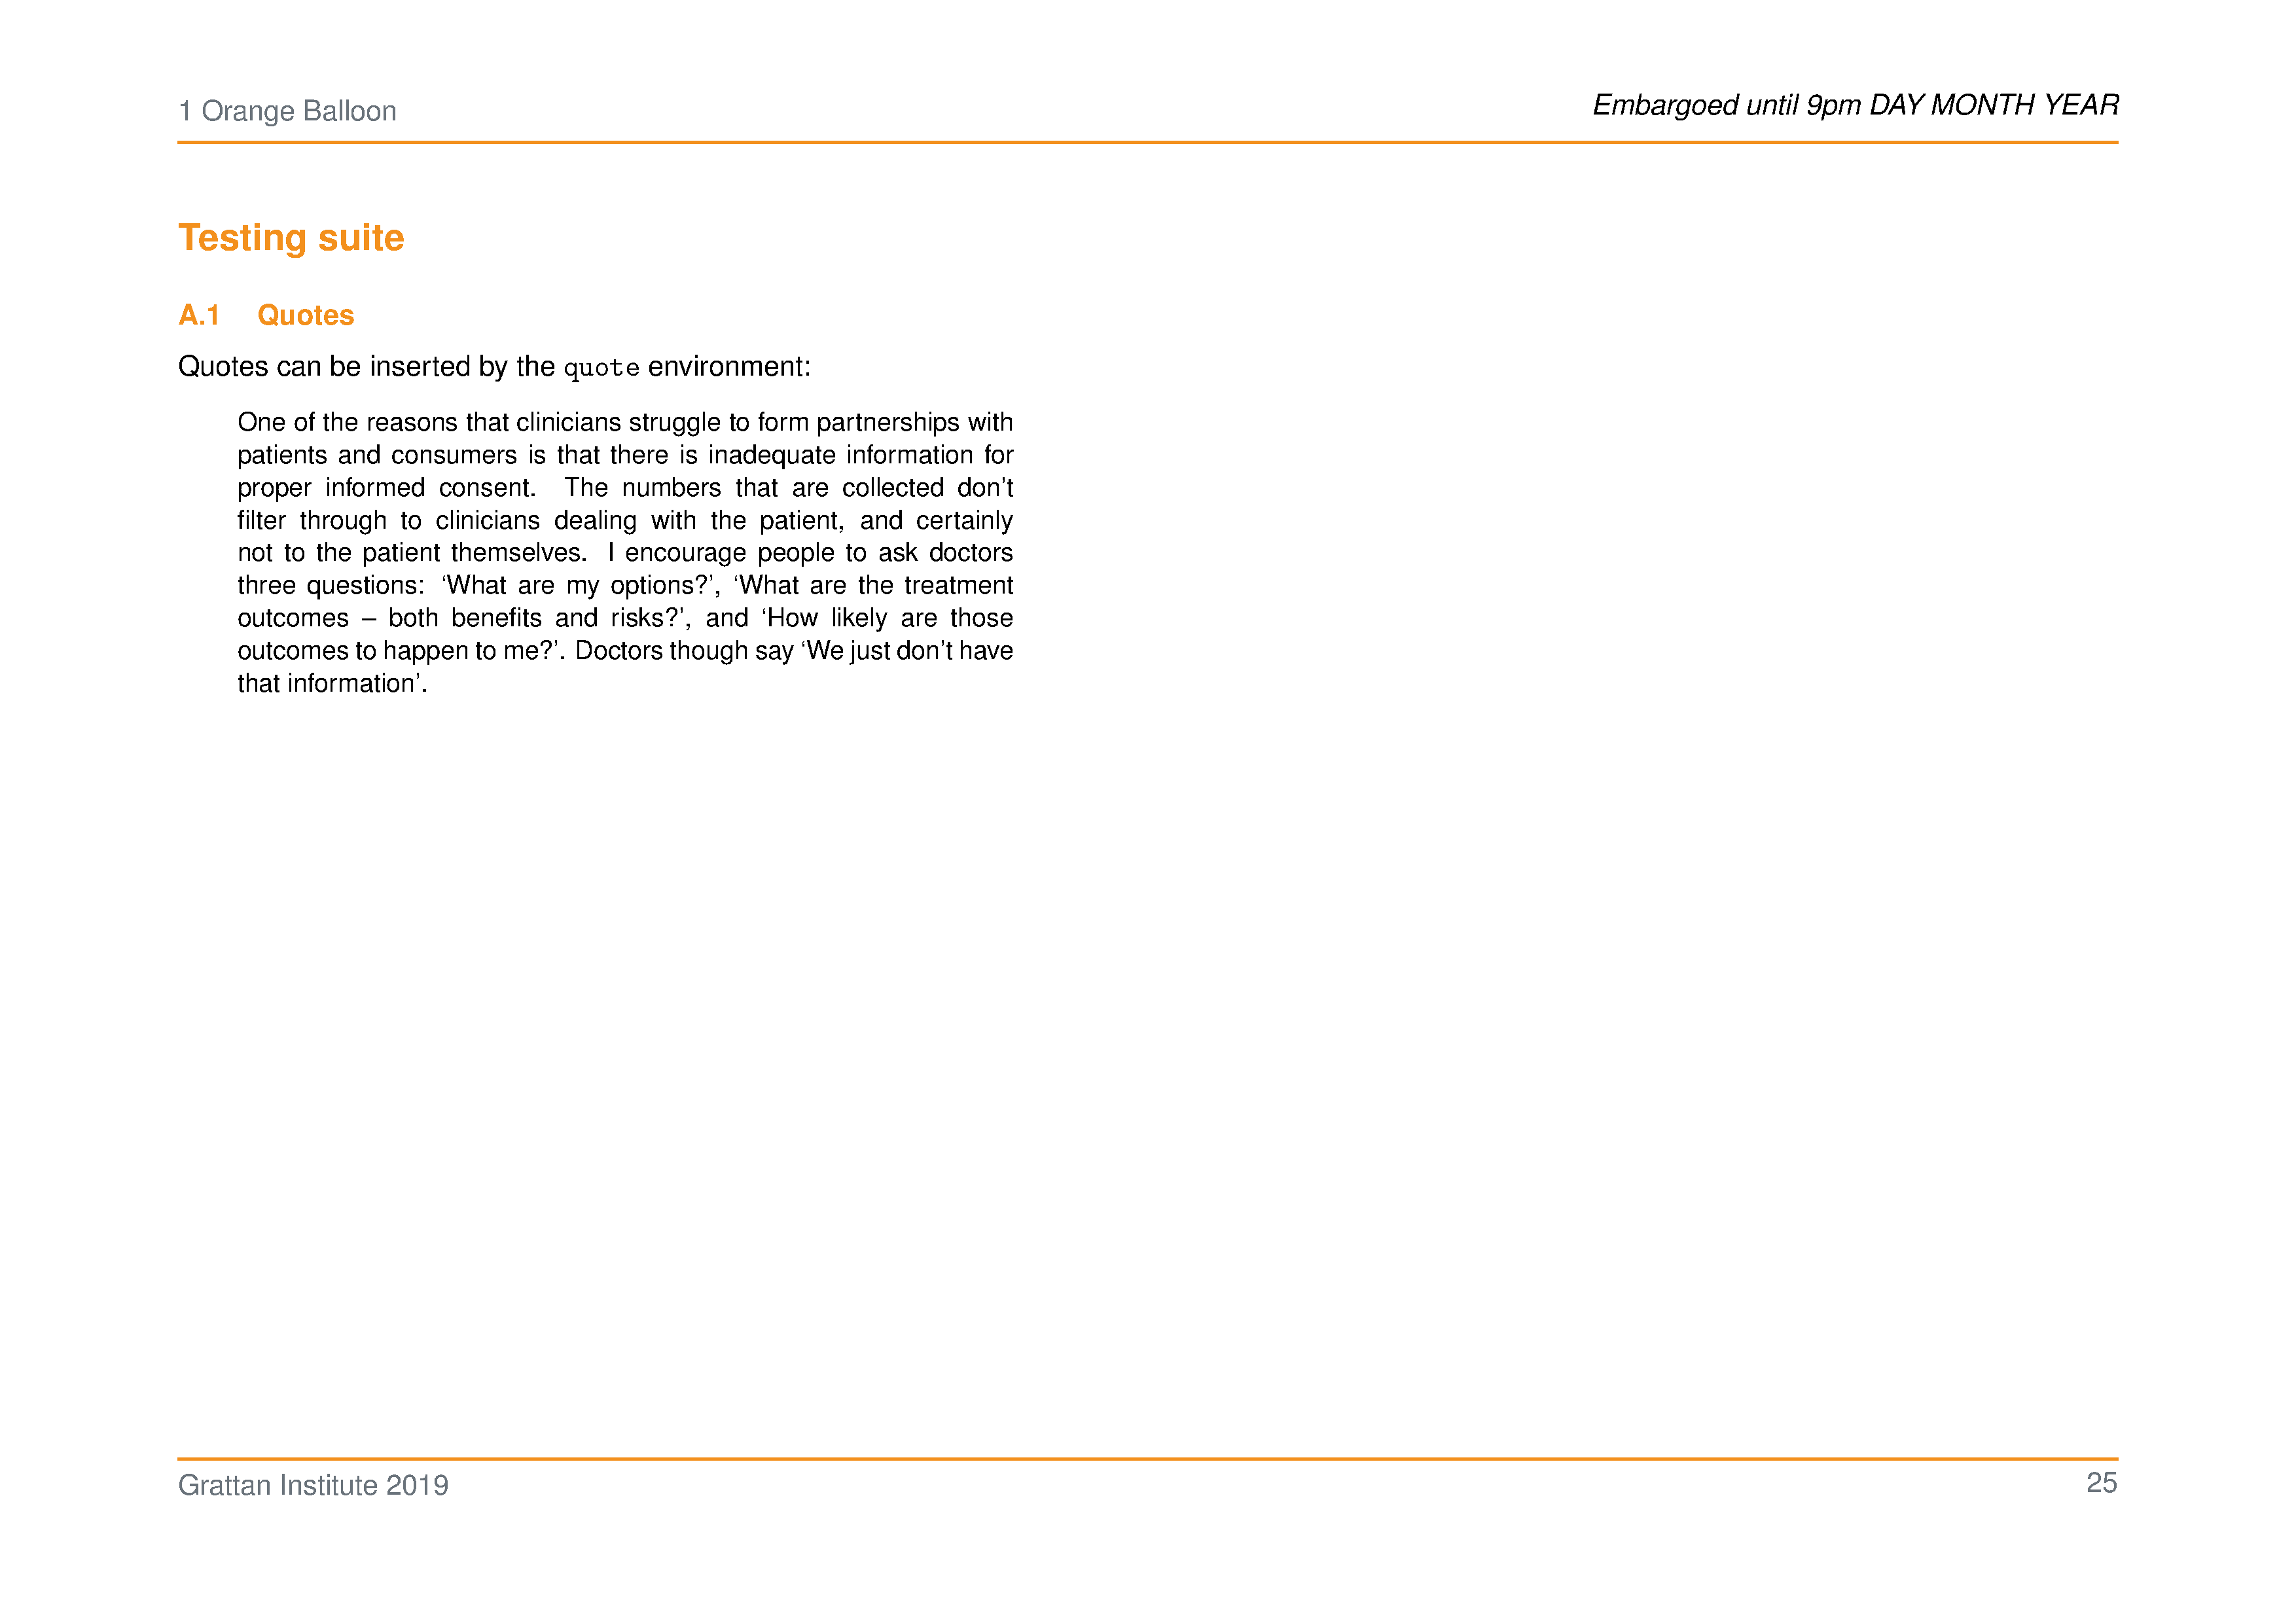 1 Orange Balloon
Embargoed until 9pm DAY MONTH YEAR
Testing suite
A.1 Quotes
Quotes can be inserted by the quote environment:
One of the reasons that clinicians struggle to form partnerships with
patients and consumers is that there is inadequate information for
proper informed consent. The numbers that are collected don’t
filter through to clinicians dealing with the patient, and certainly
not to the patient themselves. I encourage people to ask doctors
three questions: ‘What are my options?’, ‘What are the treatment
outcomes – both benefits and risks?’, and ‘How likely are those
outcomes to happen to me?’. Doctors though say ‘We just don’t have
that information’.
Grattan Institute 2019
25